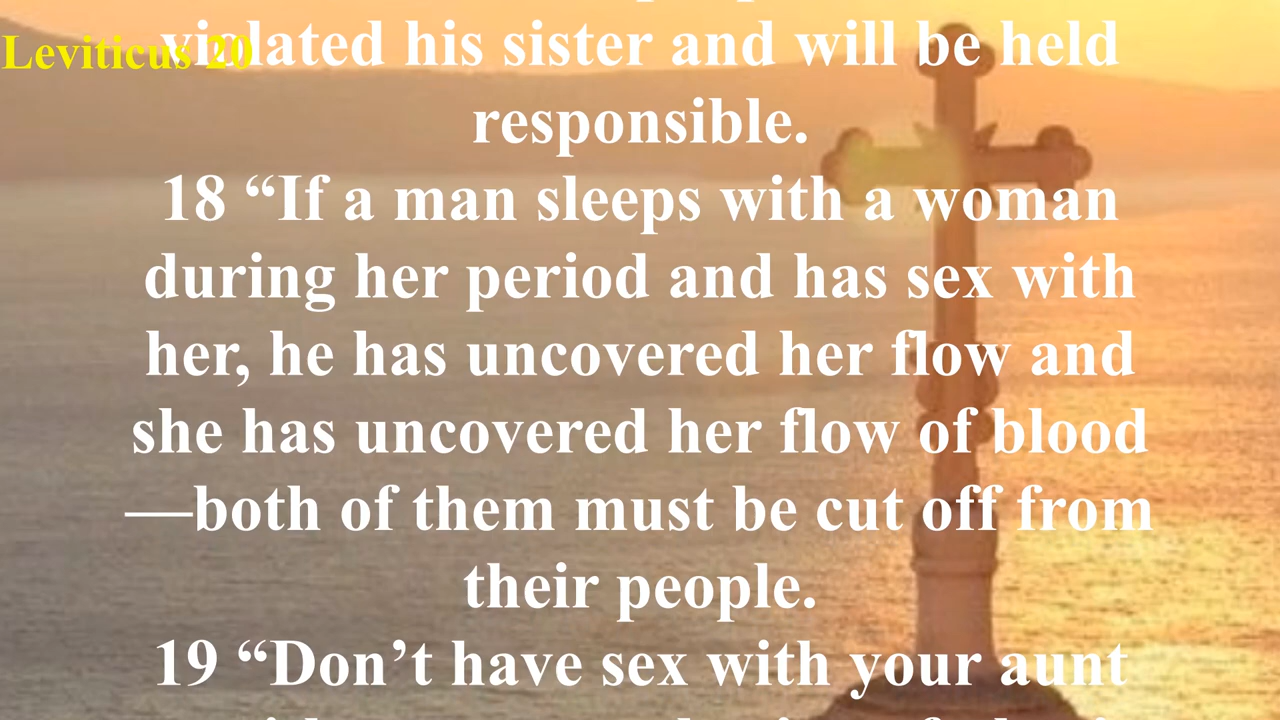 Leviticus 20
violated his sister and will be held
responsible.
18 “If a man sleeps with a woman
during her period and has sex with
her, he has uncovered her flow and
she has uncovered her flow of blood
—both of them must be cut off from
their people.
19 “Don’t have sex with your aunt